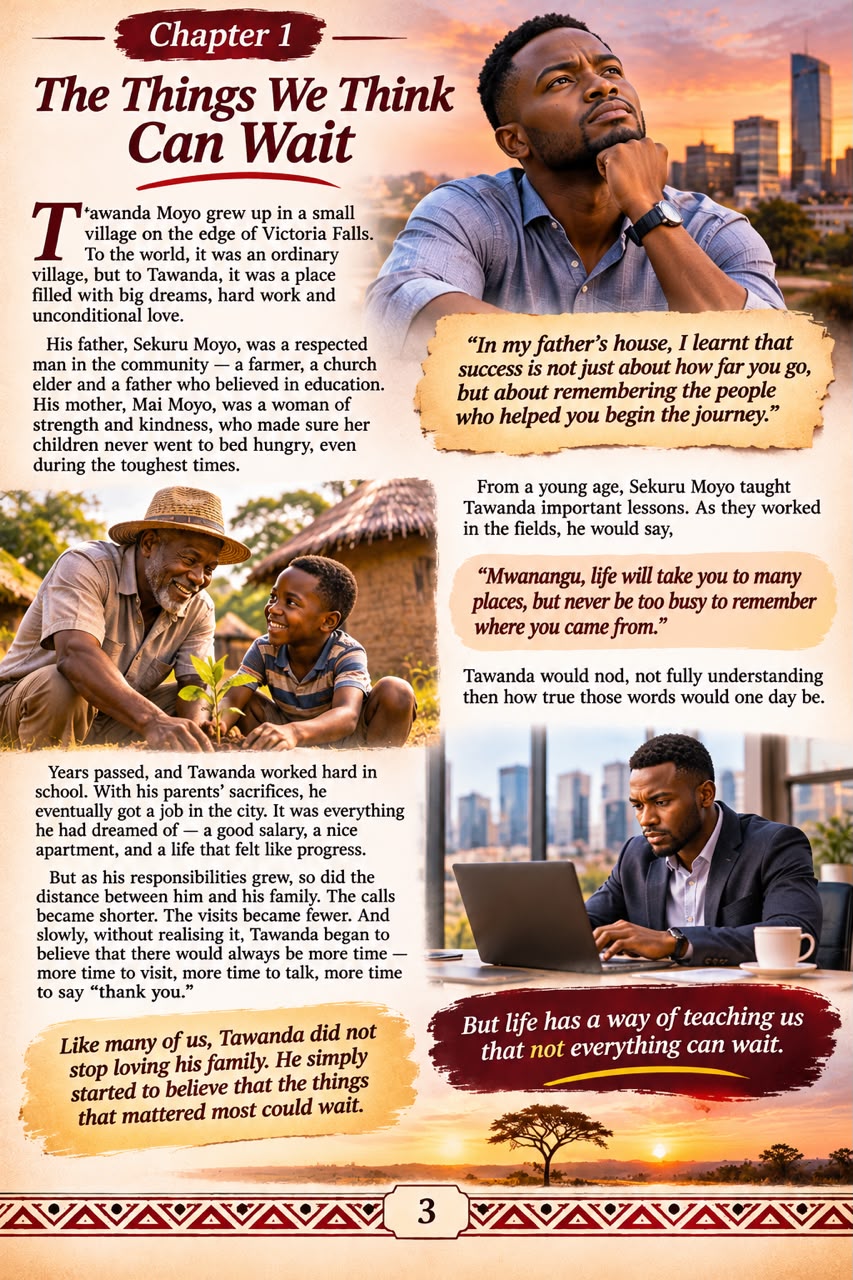 Chapter 1
The Things We Think
Can Wait
T'awanda Moyo grew up in a small
village on the edge of Victoria Falls.
To the world, it was an ordinary
village, but to Tawanda, it was a place
filled with big dreams, hard work and
unconditional love.
His father, Sekuru Moyo, was a respected
man in the community — a farmer, a church
elder and a father who believed in education.
His mother, Mai Moyo, was a woman of
strength and kindness, who made sure her
children never went to bed hungry, even
during the toughest times.
“In my father’s house, I learnt that
success is not just about how far you go,
but about remembering the people
who helped you begin the journey.”
From a young age, Sekuru Moyo taught
Tawanda important lessons. As they worked
in the fields, he would say,
“Mwanangu, life will take you to many
places, but never be too busy to remember
where you came from.”
Tawanda would nod, not fully understanding
then how true those words would one day be.
Years passed, and Tawanda worked hard in
school. With his parents’ sacrifices, he
eventually got a job in the city. It was everything
he had dreamed of — a good salary, a nice
apartment, and a life that felt like progress.
But as his responsibilities grew, so did the
distance between him and his family. The calls
became shorter. The visits became fewer. And
slowly, without realising it, Tawanda began to
believe that there would always be more time —
more time to visit, more time to talk, more time
to say “thank you.”
Like many of us, Tawanda did not
stop loving his family. He simply
started to believe that the things
that mattered most could wait.
But life has a way of teaching us
that not everything can wait.
3